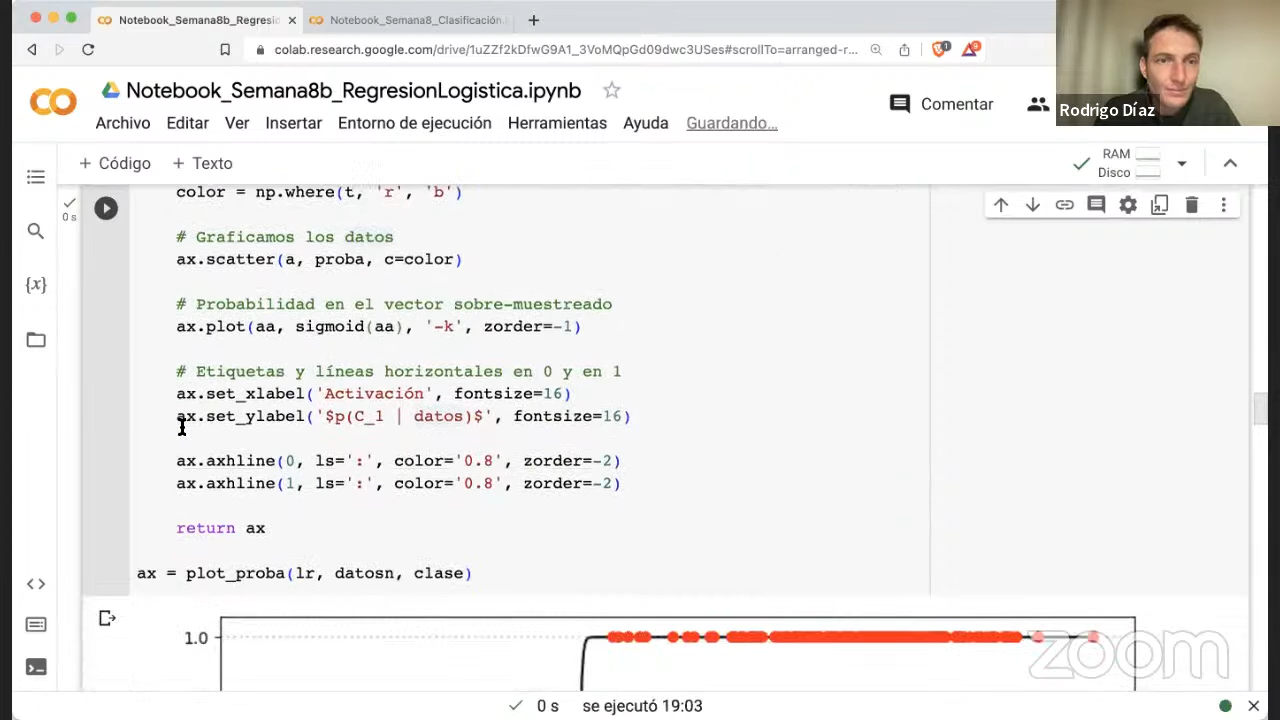 Notebook_Semana8b_Regresio
Notebook_Semana8_Clasificación.
colab.research.google.com/drive/1uZZf2kDfwG9A1_3VoMQpGd09dwc3USes#scrollTo=arranged-r...
Notebook_Semana8b_RegresionLogistica.ipynb
Comentar
Rodrigo Díaz
Archivo Editar Ver Insertar Entorno de ejecución Herramientas Ayuda Guardando...
+ Código + Texto
RAM
Disco
0 s
color = np.where(t, 'r', 'b')
# Graficamos los datos
ax.scatter(a, proba, c=color)
# Probabilidad en el vector sobre-muestreado
ax.plot(aa, sigmoid(aa), '-k', zorder=-1)
# Etiquetas y líneas horizontales en 0 y en 1
ax.set_xlabel('Activación', fontsize=16)
ax.set_ylabel('$p(C_1 | datos)$', fontsize=16)
ax.axhline(0, ls=':', color='0.8', zorder=-2)
ax.axhline(1, ls=':', color='0.8', zorder=-2)
return ax
ax = plot_proba(lr, datosn, clase)
1.0
zoom
0 s se ejecutó 19:03